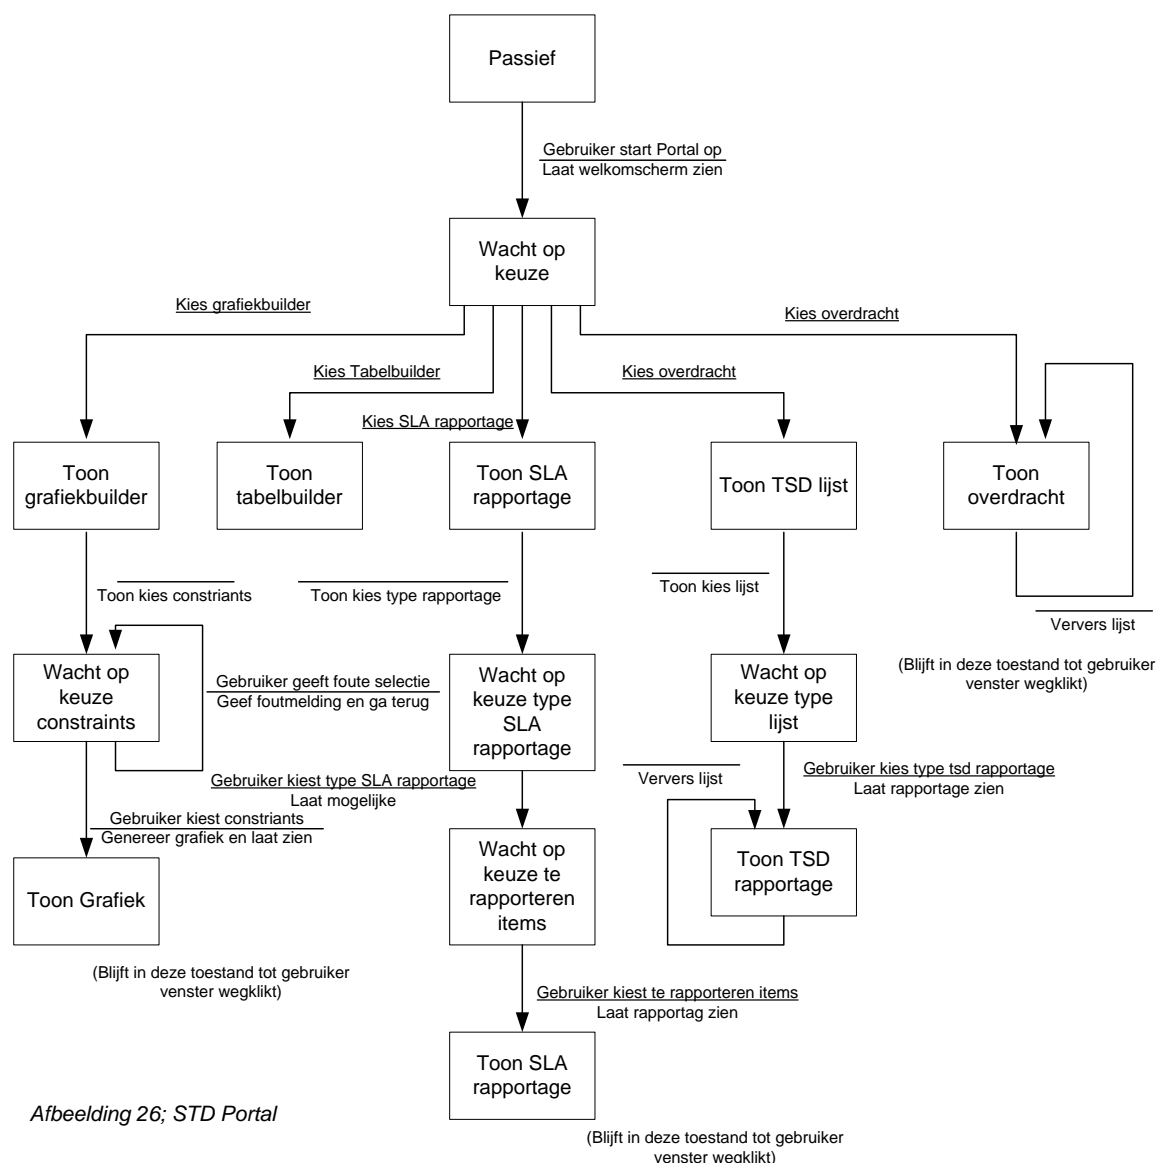 Passief
Gebruiker start Portal op
Laat welkomscherm zien
Wacht op
keuze
Kies grafiekbuilder
Kies overdracht
Kies Tabelbuilder
Kies overdracht
Kies SLA rapportage
Toon
grafiekbuilder
Toon
tabelbuilder
Toon SLA
rapportage
Toon TSD lijst
Toon
overdracht
Toon kies constriants
Toon kies type rapportage
Toon kies lijst
Ververs lijst
(Blijft in deze toestand tot gebruiker
venster wegklikt)
Wacht op
keuze
constraints
Gebruiker geeft foute selectie
Geef foutmelding en ga terug
Wacht op
keuze type
SLA
rapportage
Wacht op
keuze type
lijst
Gebruiker kiest type SLA rapportage
Laat mogelijke
Ververs lijst
Gebruiker kies type tsd rapportage
Laat rapportage zien
Gebruiker kiest constriants
Genereer grafiek en laat zien
Toon Grafiek
Wacht op
keuze te
rapporteren
items
Toon TSD
rapportage
(Blijft in deze toestand tot gebruiker
venster wegklikt)
Gebruiker kiest te rapporteren items
Laat rapportag zien
Toon SLA
rapportage
Afbeelding 26; STD Portal
(Blijft in deze toestand tot gebruiker
venster wegklikt)